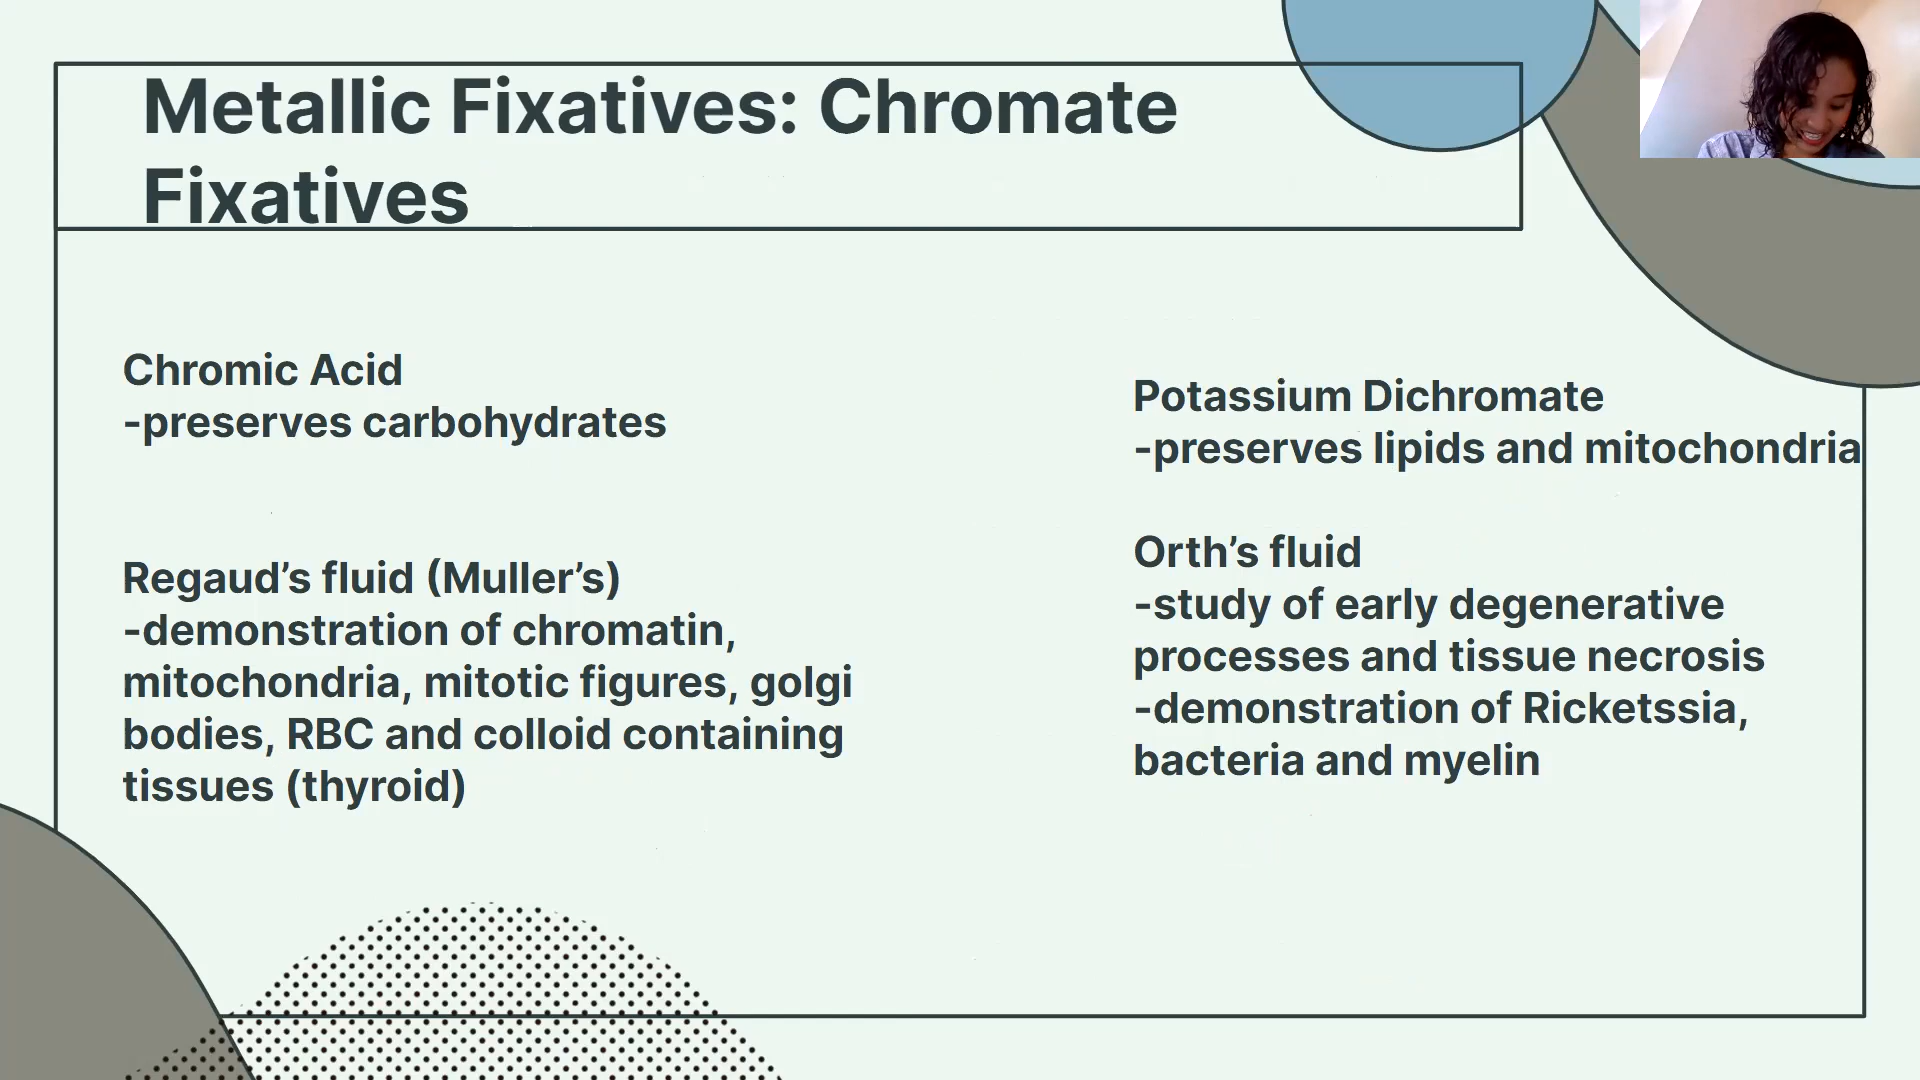 Metallic Fixatives: Chromate
Fixatives
Chromic Acid
-preserves carbohydrates
Regaud’s fluid (Muller’s)
-demonstration of chromatin,
mitochondria, mitotic figures, golgi
bodies, RBC and colloid containing
tissues (thyroid)
Potassium Dichromate
-preserves lipids and mitochondria
Orth’s fluid
-study of early degenerative
processes and tissue necrosis
-demonstration of Ricketssia,
bacteria and myelin